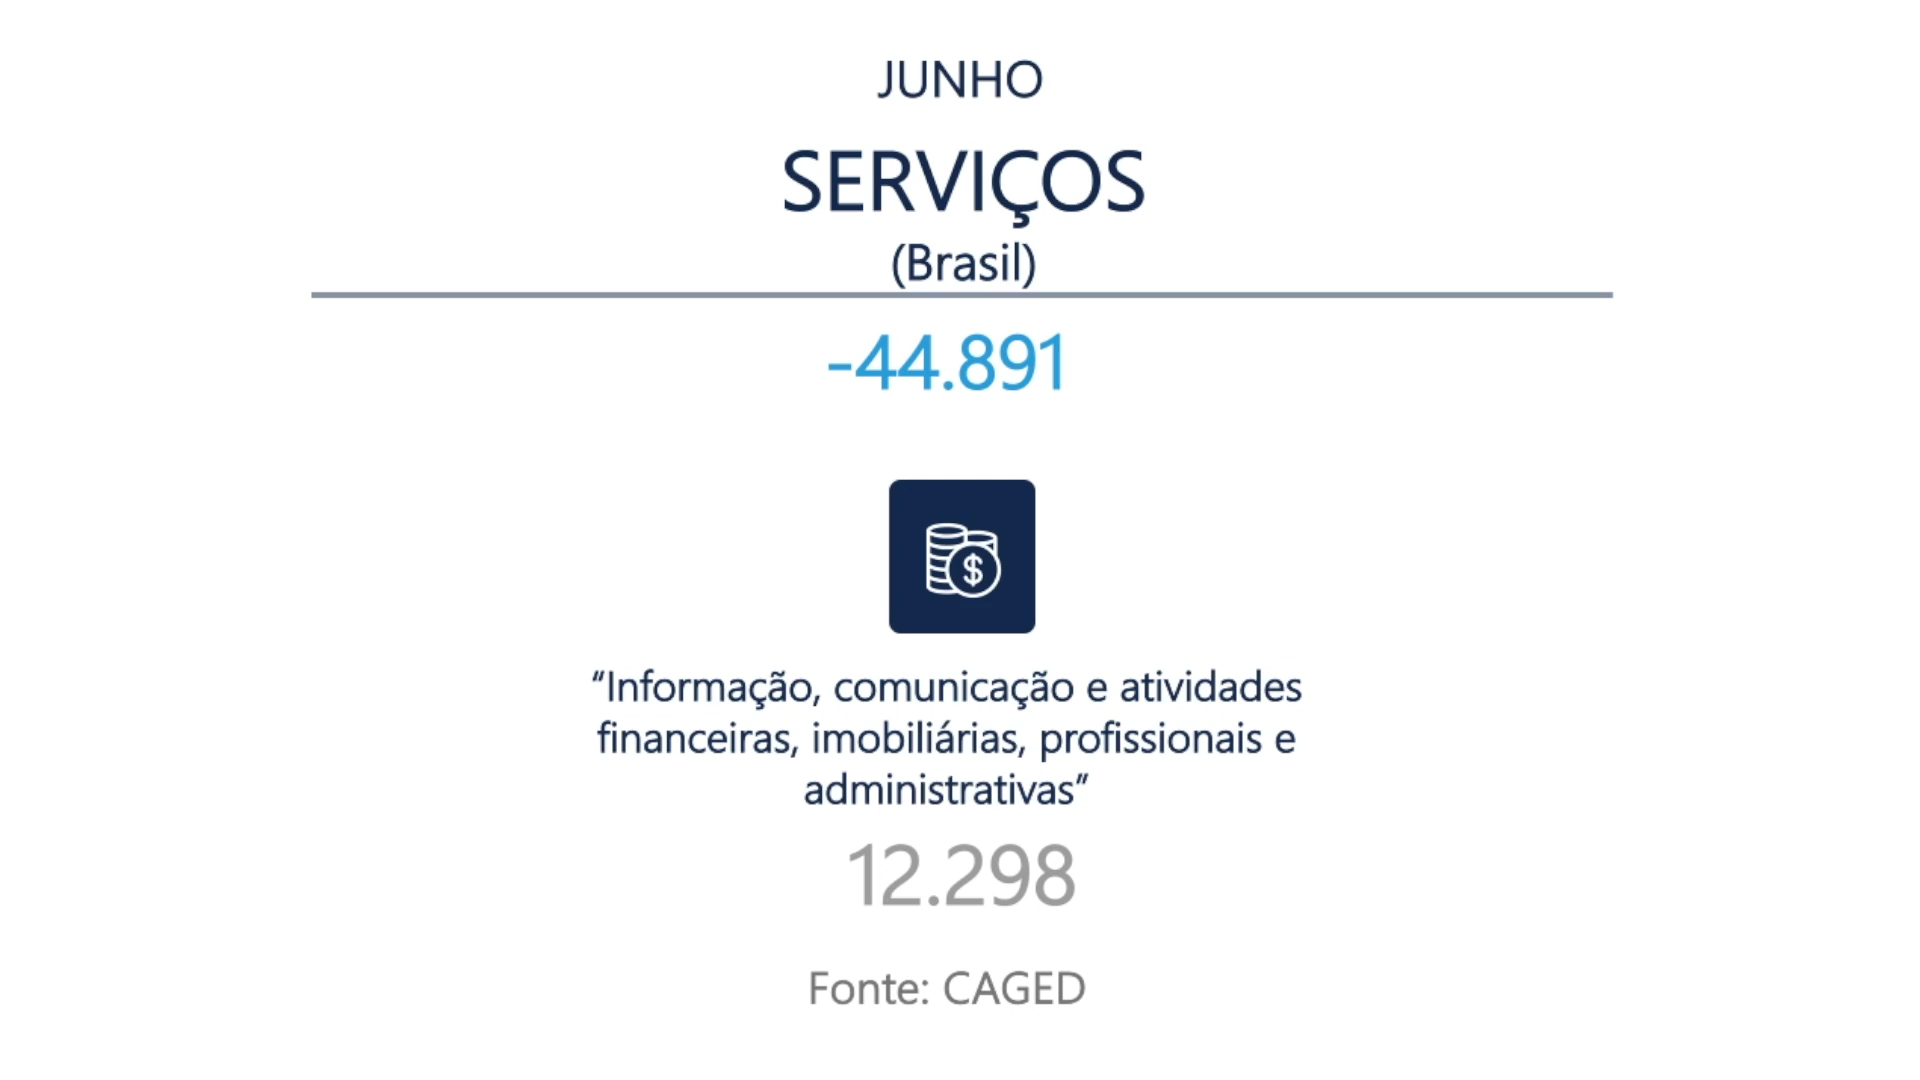 JUNHO
SERVIÇOS
(Brasil)
-44.891
$
“Informação, comunicação e atividades
financeiras, imobiliárias, profissionais e
administrativas”
12.298
Fonte: CAGED